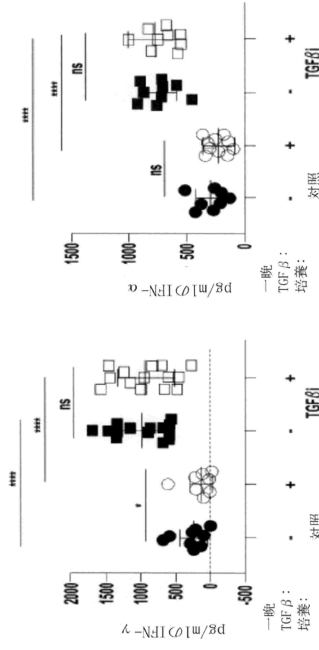 pg/mlのIFN-γ
2000
1500
1000
500
0
-500
****
****
ns
*
一晩
TGFβ: - + - +
培養: 対照 TGFβi
pg/mlのIFN-α
1500
1000
500
0
****
****
ns
ns
一晩
TGFβ: - + - +
培養: 対照 TGFβi